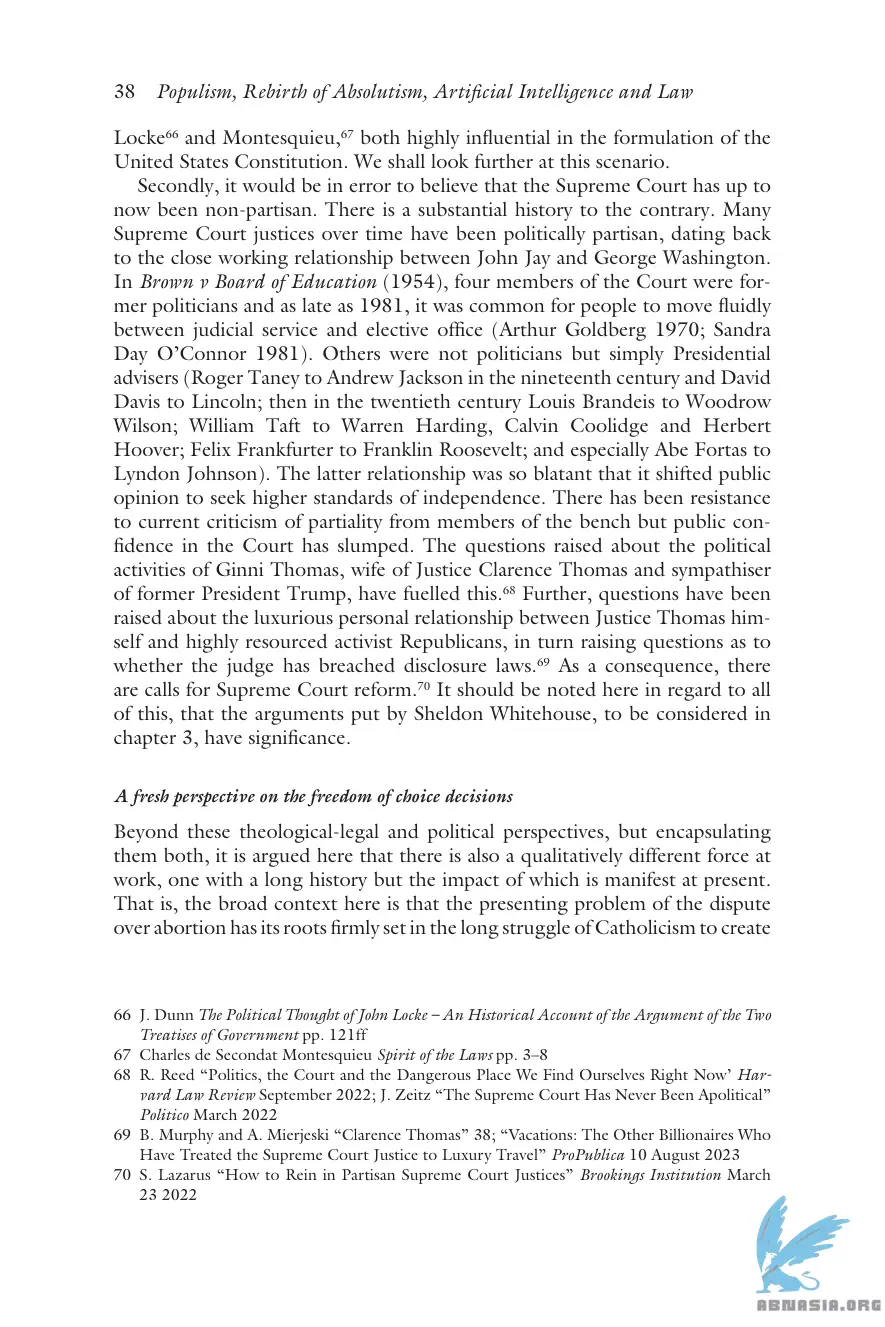 38 Populism, Rebirth of Absolutism, Artificial Intelligence and Law
Locke⁶⁶ and Montesquieu,⁶⁷ both highly influential in the formulation of the
United States Constitution. We shall look further at this scenario.
Secondly, it would be in error to believe that the Supreme Court has up to
now been non-partisan. There is a substantial history to the contrary. Many
Supreme Court justices over time have been politically partisan, dating back
to the close working relationship between John Jay and George Washington.
In Brown v Board of Education (1954), four members of the Court were for-
mer politicians and as late as 1981, it was common for people to move fluidly
between judicial service and elective office (Arthur Goldberg 1970; Sandra
Day O’Connor 1981). Others were not politicians but simply Presidential
advisers (Roger Taney to Andrew Jackson in the nineteenth century and David
Davis to Lincoln; then in the twentieth century Louis Brandeis to Woodrow
Wilson; William Taft to Warren Harding, Calvin Coolidge and Herbert
Hoover; Felix Frankfurter to Franklin Roosevelt; and especially Abe Fortas to
Lyndon Johnson). The latter relationship was so blatant that it shifted public
opinion to seek higher standards of independence. There has been resistance
to current criticism of partiality from members of the bench but public con-
fidence in the Court has slumped. The questions raised about the political
activities of Ginni Thomas, wife of Justice Clarence Thomas and sympathiser
of former President Trump, have fuelled this.⁶⁸ Further, questions have been
raised about the luxurious personal relationship between Justice Thomas him-
self and highly resourced activist Republicans, in turn raising questions as to
whether the judge has breached disclosure laws.⁶⁹ As a consequence, there
are calls for Supreme Court reform.⁷⁰ It should be noted here in regard to all
of this, that the arguments put by Sheldon Whitehouse, to be considered in
chapter 3, have significance.
A fresh perspective on the freedom of choice decisions
Beyond these theological-legal and political perspectives, but encapsulating
them both, it is argued here that there is also a qualitatively different force at
work, one with a long history but the impact of which is manifest at present.
That is, the broad context here is that the presenting problem of the dispute
over abortion has its roots firmly set in the long struggle of Catholicism to create
66 J. Dunn The Political Thought of John Locke – An Historical Account of the Argument of the Two
Treatises of Government pp. 121ff
67 Charles de Secondat Montesquieu Spirit of the Laws pp. 3–8
68 R. Reed “Politics, the Court and the Dangerous Place We Find Ourselves Right Now’ Har-
vard Law Review September 2022; J. Zeitz “The Supreme Court Has Never Been Apolitical”
Politico March 2022
69 B. Murphy and A. Mierjeski “Clarence Thomas” 38; “Vacations: The Other Billionaires Who
Have Treated the Supreme Court Justice to Luxury Travel” ProPublica 10 August 2023
70 S. Lazarus “How to Rein in Partisan Supreme Court Justices” Brookings Institution March
23 2022
ABNASIA.ORG